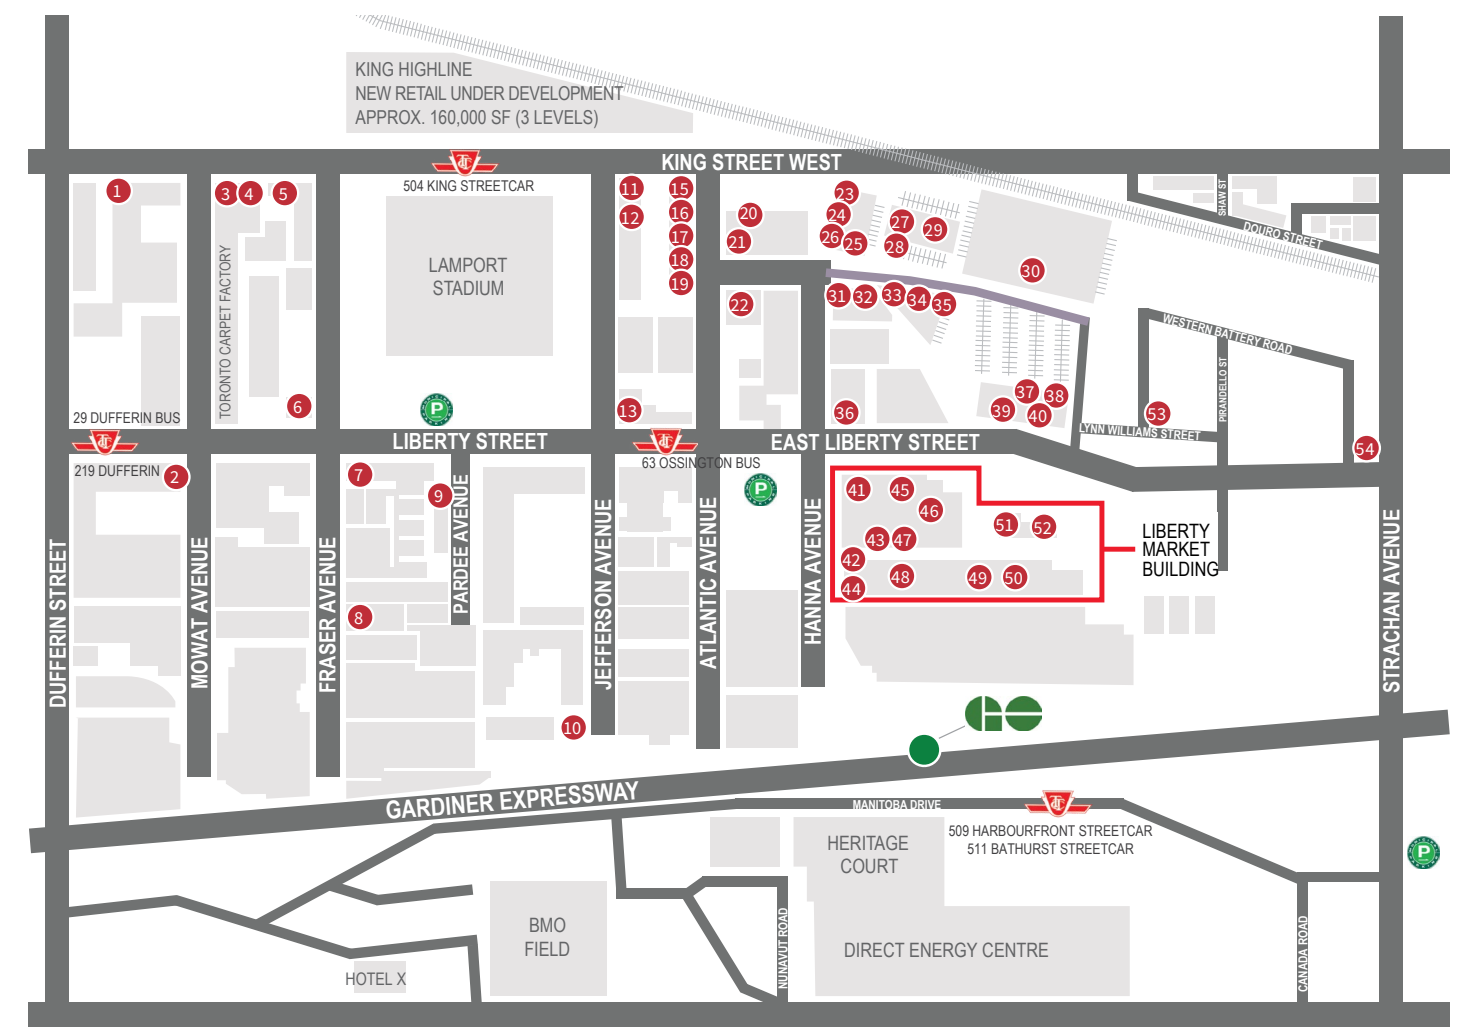 KING HIGHLINE
NEW RETAIL UNDER DEVELOPMENT
APPROX. 160,000 SF (3 LEVELS)
KING STREET WEST
504 KING STREETCAR
1
3
4
5
11
12
15
16
17
18
19
20
21
22
23
24
25
26
27
28
29
30
31
32
33
34
35
SHAW ST
DOURO STREET
LAMPORT
STADIUM
TORONTO CARPET FACTORY
WESTERN BATTERY ROAD
PIRANDELLO ST
LYNN WILLIAMS STREET
6
13
36
37
38
39
40
53
54
P
29 DUFFERIN BUS
LIBERTY STREET
EAST LIBERTY STREET
219 DUFFERIN
63 OSSINGTON BUS
2
7
9
8
10
P
41
45
46
43
47
42
44
48
49
50
51
52
LIBERTY
MARKET
BUILDING
DUFFERIN STREET
MOWAT AVENUE
FRASER AVENUE
PARDEE AVENUE
JEFFERSON AVENUE
ATLANTIC AVENUE
HANNA AVENUE
STRACHAN AVENUE
GARDINER EXPRESSWAY
MANITOBA DRIVE
509 HARBOURFRONT STREETCAR
511 BATHURST STREETCAR
P
HERITAGE
COURT
BMO
FIELD
DIRECT ENERGY CENTRE
HOTEL X
NUNAVUT ROAD
CANADA ROAD